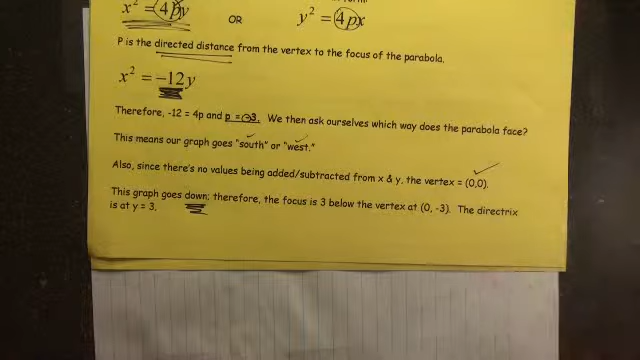 x² = 4py OR y² = 4px
P is the directed distance from the vertex to the focus of the parabola.
x² = -12y
Therefore, -12 = 4p and p = -3. We then ask ourselves which way does the parabola face?
This means our graph goes "south" or "west."
Also, since there's no values being added/subtracted from x & y, the vertex = (0,0).
This graph goes down; therefore, the focus is 3 below the vertex at (0, -3). The directrix
is at y = 3.